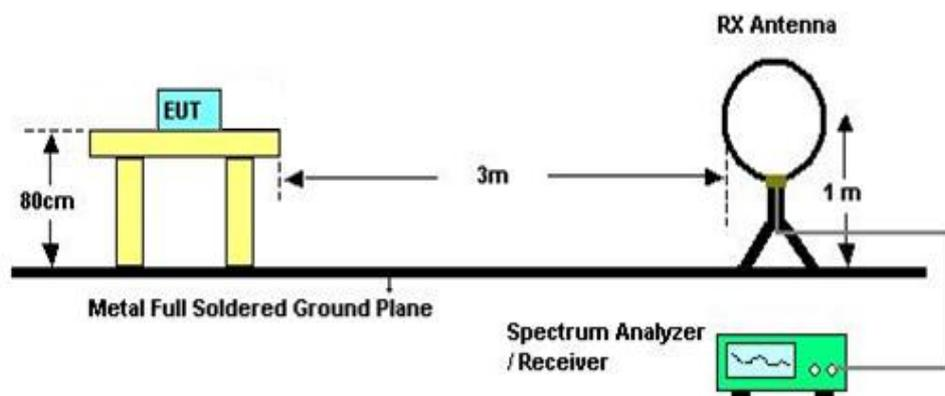 RX Antenna
EUT
80cm
3m
1 m
Metal Full Soldered Ground Plane
Spectrum Analyzer
/ Receiver